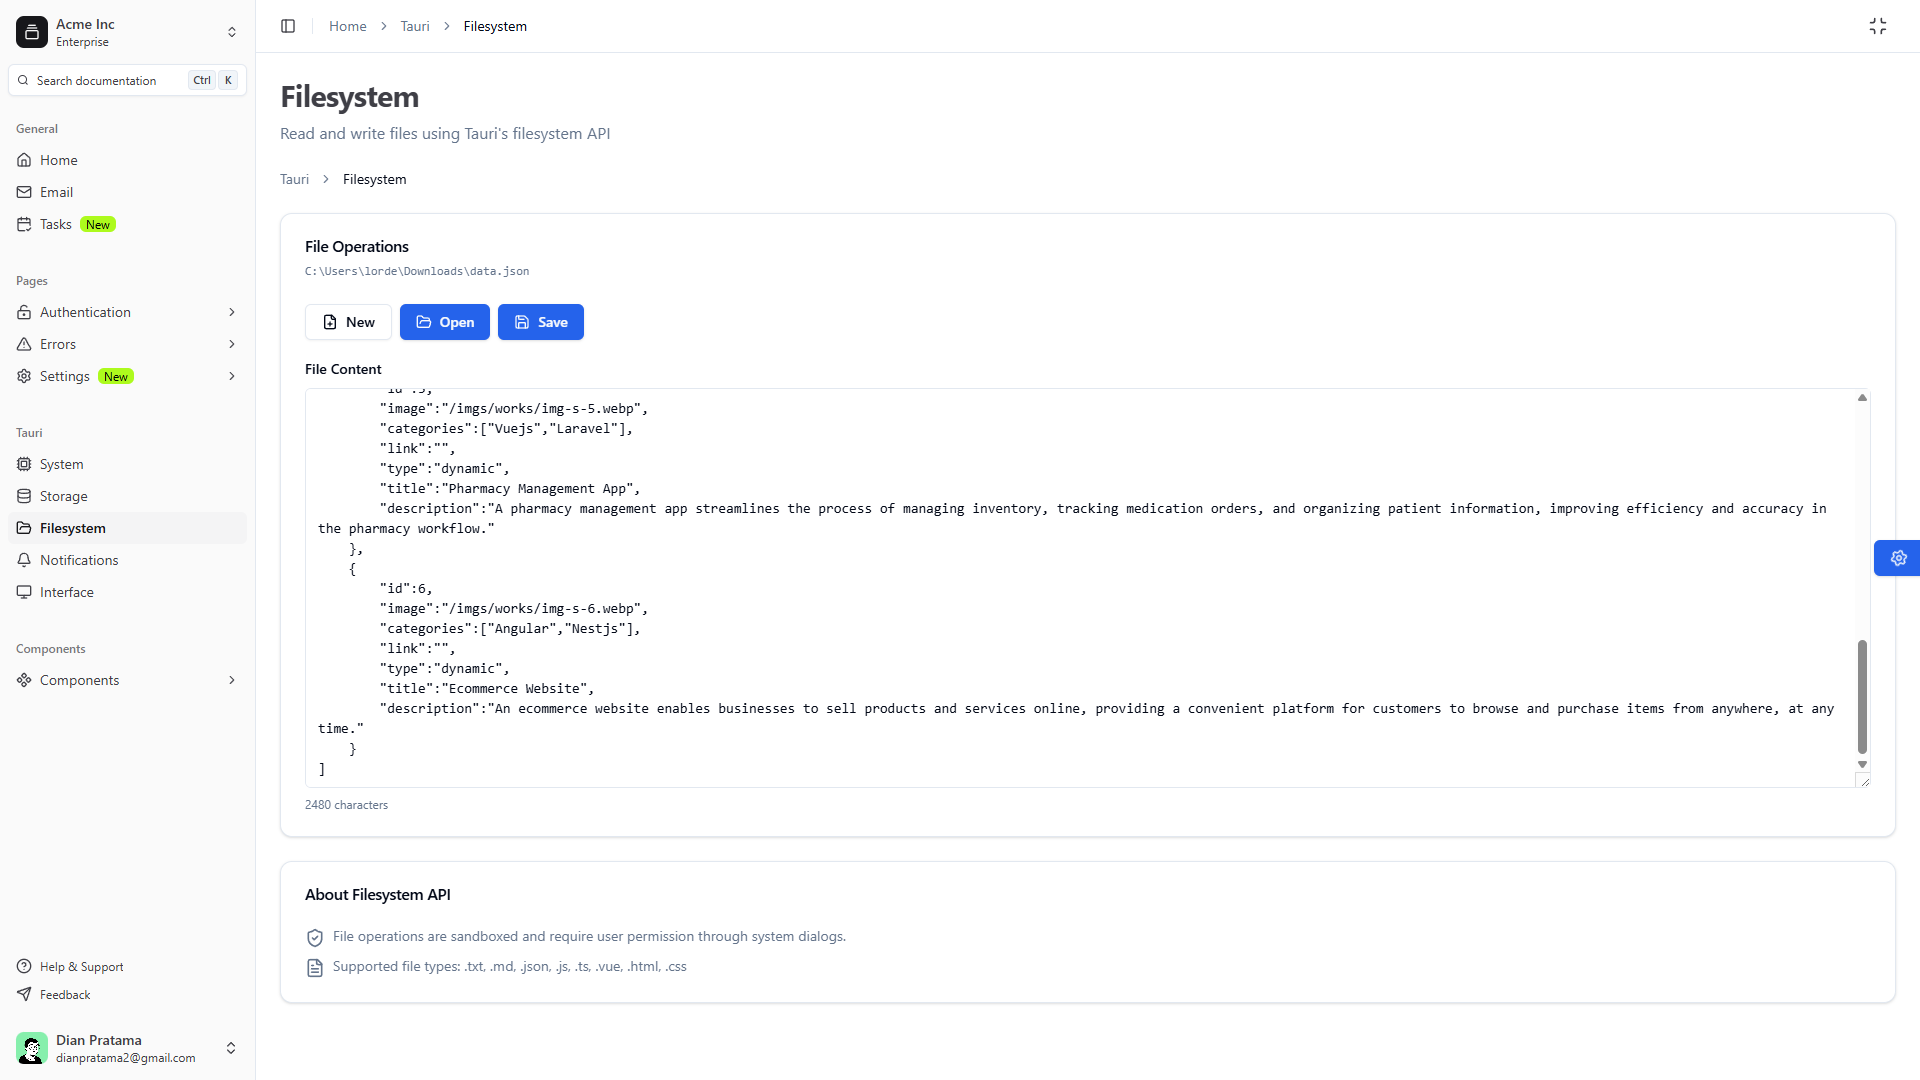 Acme Inc
Enterprise
Search documentation Ctrl K
General
Home
Email
Tasks New
Pages
Authentication
Errors
Settings New
Tauri
System
Storage
Filesystem
Notifications
Interface
Components
Components
Help & Support
Feedback
Dian Pratama
dianpratama2@gmail.com
Home Tauri Filesystem
Filesystem
Read and write files using Tauri's filesystem API
Tauri Filesystem
File Operations
C:\Users\lorde\Downloads\data.json
New Open Save
File Content
"id":5,
"image":"/imgs/works/img-s-5.webp",
"categories":["Vuejs","Laravel"],
"link":"",
"type":"dynamic",
"title":"Pharmacy Management App",
"description":"A pharmacy management app streamlines the process of managing inventory, tracking medication orders, and organizing patient information, improving efficiency and accuracy in
the pharmacy workflow."
},
{
"id":6,
"image":"/imgs/works/img-s-6.webp",
"categories":["Angular","Nestjs"],
"link":"",
"type":"dynamic",
"title":"Ecommerce Website",
"description":"An ecommerce website enables businesses to sell products and services online, providing a convenient platform for customers to browse and purchase items from anywhere, at any
time."
}
]
2480 characters
About Filesystem API
File operations are sandboxed and require user permission through system dialogs.
Supported file types: .txt, .md, .json, .js, .ts, .vue, .html, .css